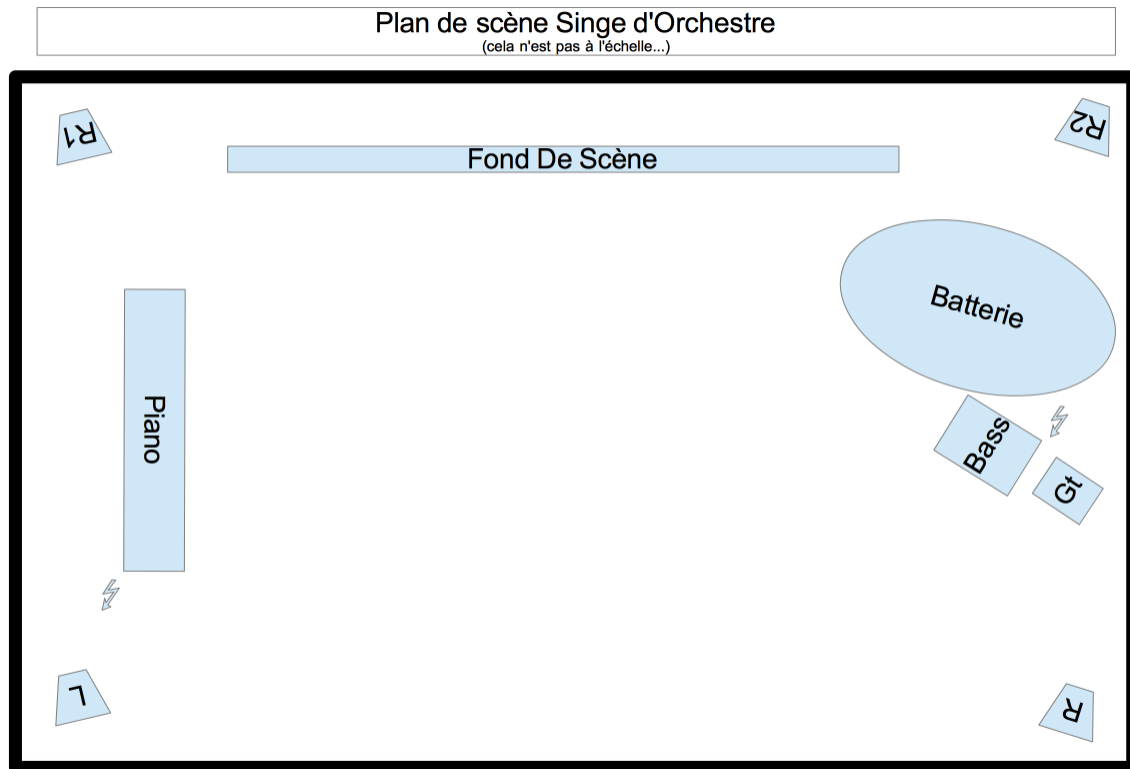 Plan de scène Singe d'Orchestre
(cela n'est pas à l'échelle...)
R1
R2
Fond De Scène
Batterie
Piano
Bass
Gt
L
R